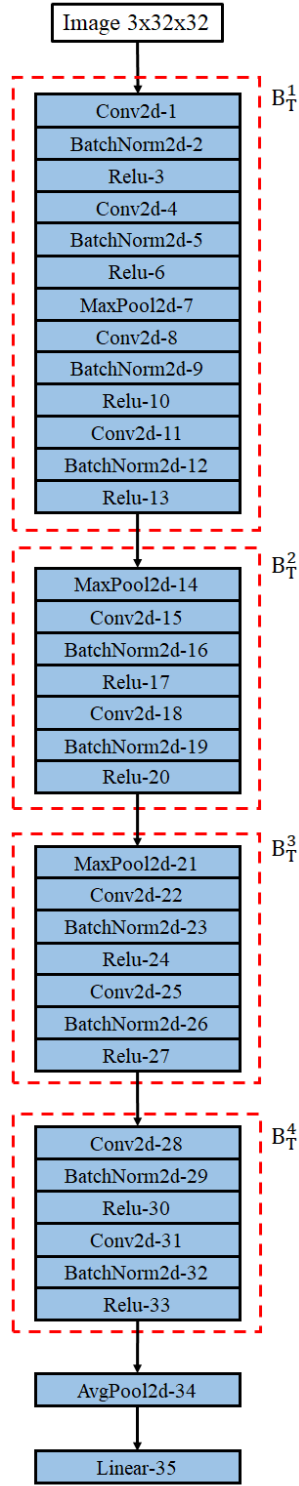 Image 3x32x32
B_T^1
Conv2d-1
BatchNorm2d-2
Relu-3
Conv2d-4
BatchNorm2d-5
Relu-6
MaxPool2d-7
Conv2d-8
BatchNorm2d-9
Relu-10
Conv2d-11
BatchNorm2d-12
Relu-13
B_T^2
MaxPool2d-14
Conv2d-15
BatchNorm2d-16
Relu-17
Conv2d-18
BatchNorm2d-19
Relu-20
B_T^3
MaxPool2d-21
Conv2d-22
BatchNorm2d-23
Relu-24
Conv2d-25
BatchNorm2d-26
Relu-27
B_T^4
Conv2d-28
BatchNorm2d-29
Relu-30
Conv2d-31
BatchNorm2d-32
Relu-33
AvgPool2d-34
Linear-35